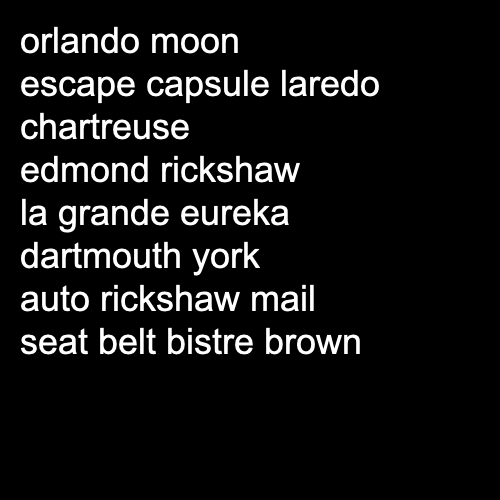 orlando moon
escape capsule laredo
chartreuse
edmond rickshaw
la grande eureka
dartmouth york
auto rickshaw mail
seat belt bistre brown